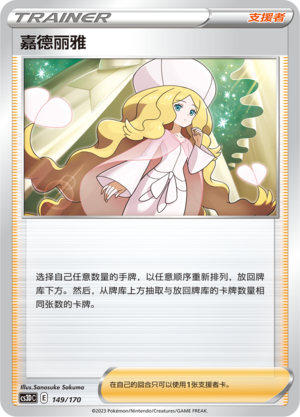 TRAINER
支援者
嘉德丽雅
选择自己任意数量的手牌，以任意顺序重新排列，放回牌
库下方。然后，从牌库上方抽取与放回牌库的卡牌数量相
同张数的卡牌。
Illus.Sanosuke Sakuma
CS3D C E 149/170
在自己的回合只可以使用1张支援者卡。
©2023 Pokémon/Nintendo/Creatures/GAME FREAK.